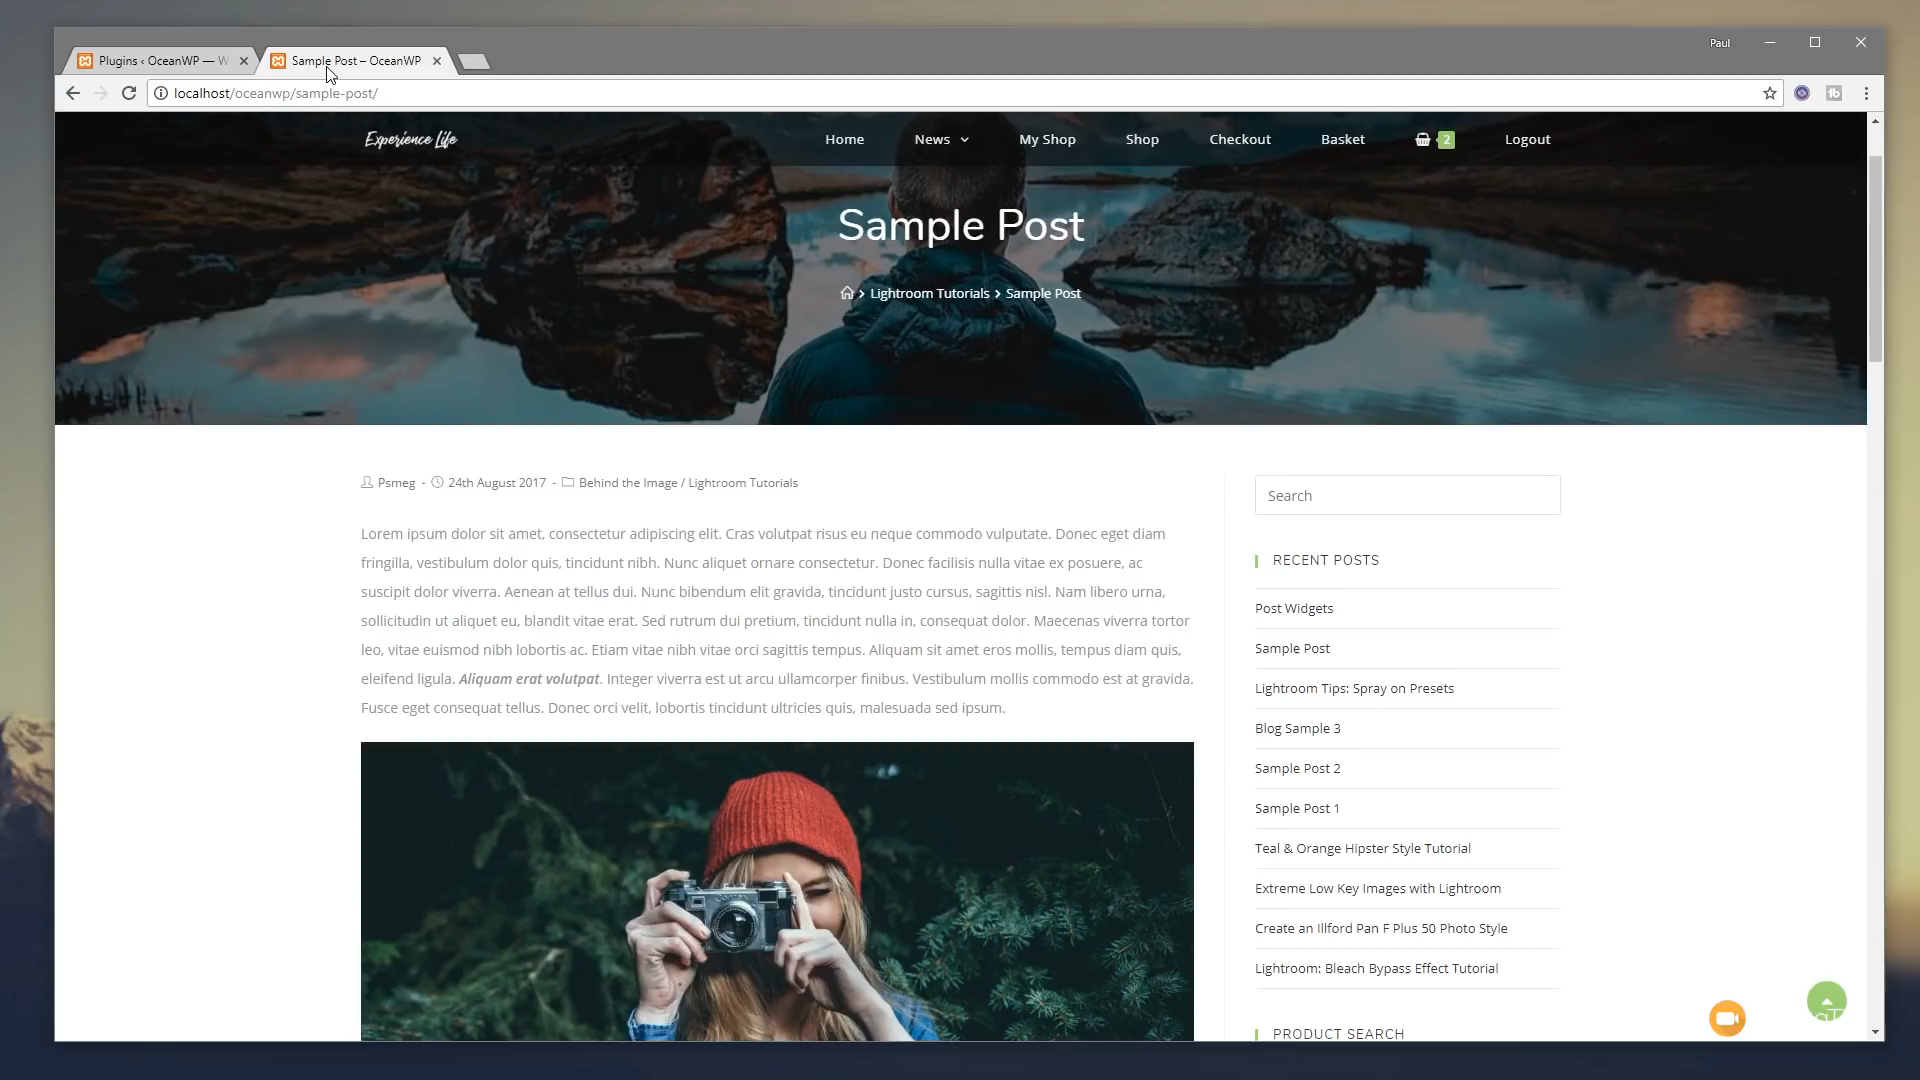 Paul
Plugins ‹ OceanWP — W
Sample Post – OceanWP
localhost/oceanwp/sample-post/
Experience Life
Home
News
My Shop
Shop
Checkout
Basket
2
Logout
Sample Post
Lightroom Tutorials
Sample Post
Psmeg - 24th August 2017 - Behind the Image / Lightroom Tutorials
Lorem ipsum dolor sit amet, consectetur adipiscing elit. Cras volutpat risus eu neque commodo vulputate. Donec eget diam
fringilla, vestibulum dolor quis, tincidunt nibh. Nunc aliquet ornare consectetur. Donec facilisis nulla vitae ex posuere, ac
suscipit dolor viverra. Aenean at tellus dui. Nunc bibendum elit gravida, tincidunt justo cursus, sagittis nisl. Nam libero urna,
sollicitudin ut aliquet eu, blandit vitae erat. Sed rutrum dui pretium, tincidunt nulla in, consequat dolor. Maecenas viverra tortor
leo, vitae euismod nibh lobortis ac. Etiam vitae nibh vitae orci sagittis tempus. Aliquam sit amet eros mollis, tempus diam quis,
eleifend ligula. Aliquam erat volutpat. Integer viverra est ut arcu ullamcorper finibus. Vestibulum mollis commodo est at gravida.
Fusce eget consequat tellus. Donec orci velit, lobortis tincidunt ultricies quis, malesuada sed ipsum.
Search
RECENT POSTS
Post Widgets
Sample Post
Lightroom Tips: Spray on Presets
Blog Sample 3
Sample Post 2
Sample Post 1
Teal & Orange Hipster Style Tutorial
Extreme Low Key Images with Lightroom
Create an Illford Pan F Plus 50 Photo Style
Lightroom: Bleach Bypass Effect Tutorial
PRODUCT SEARCH